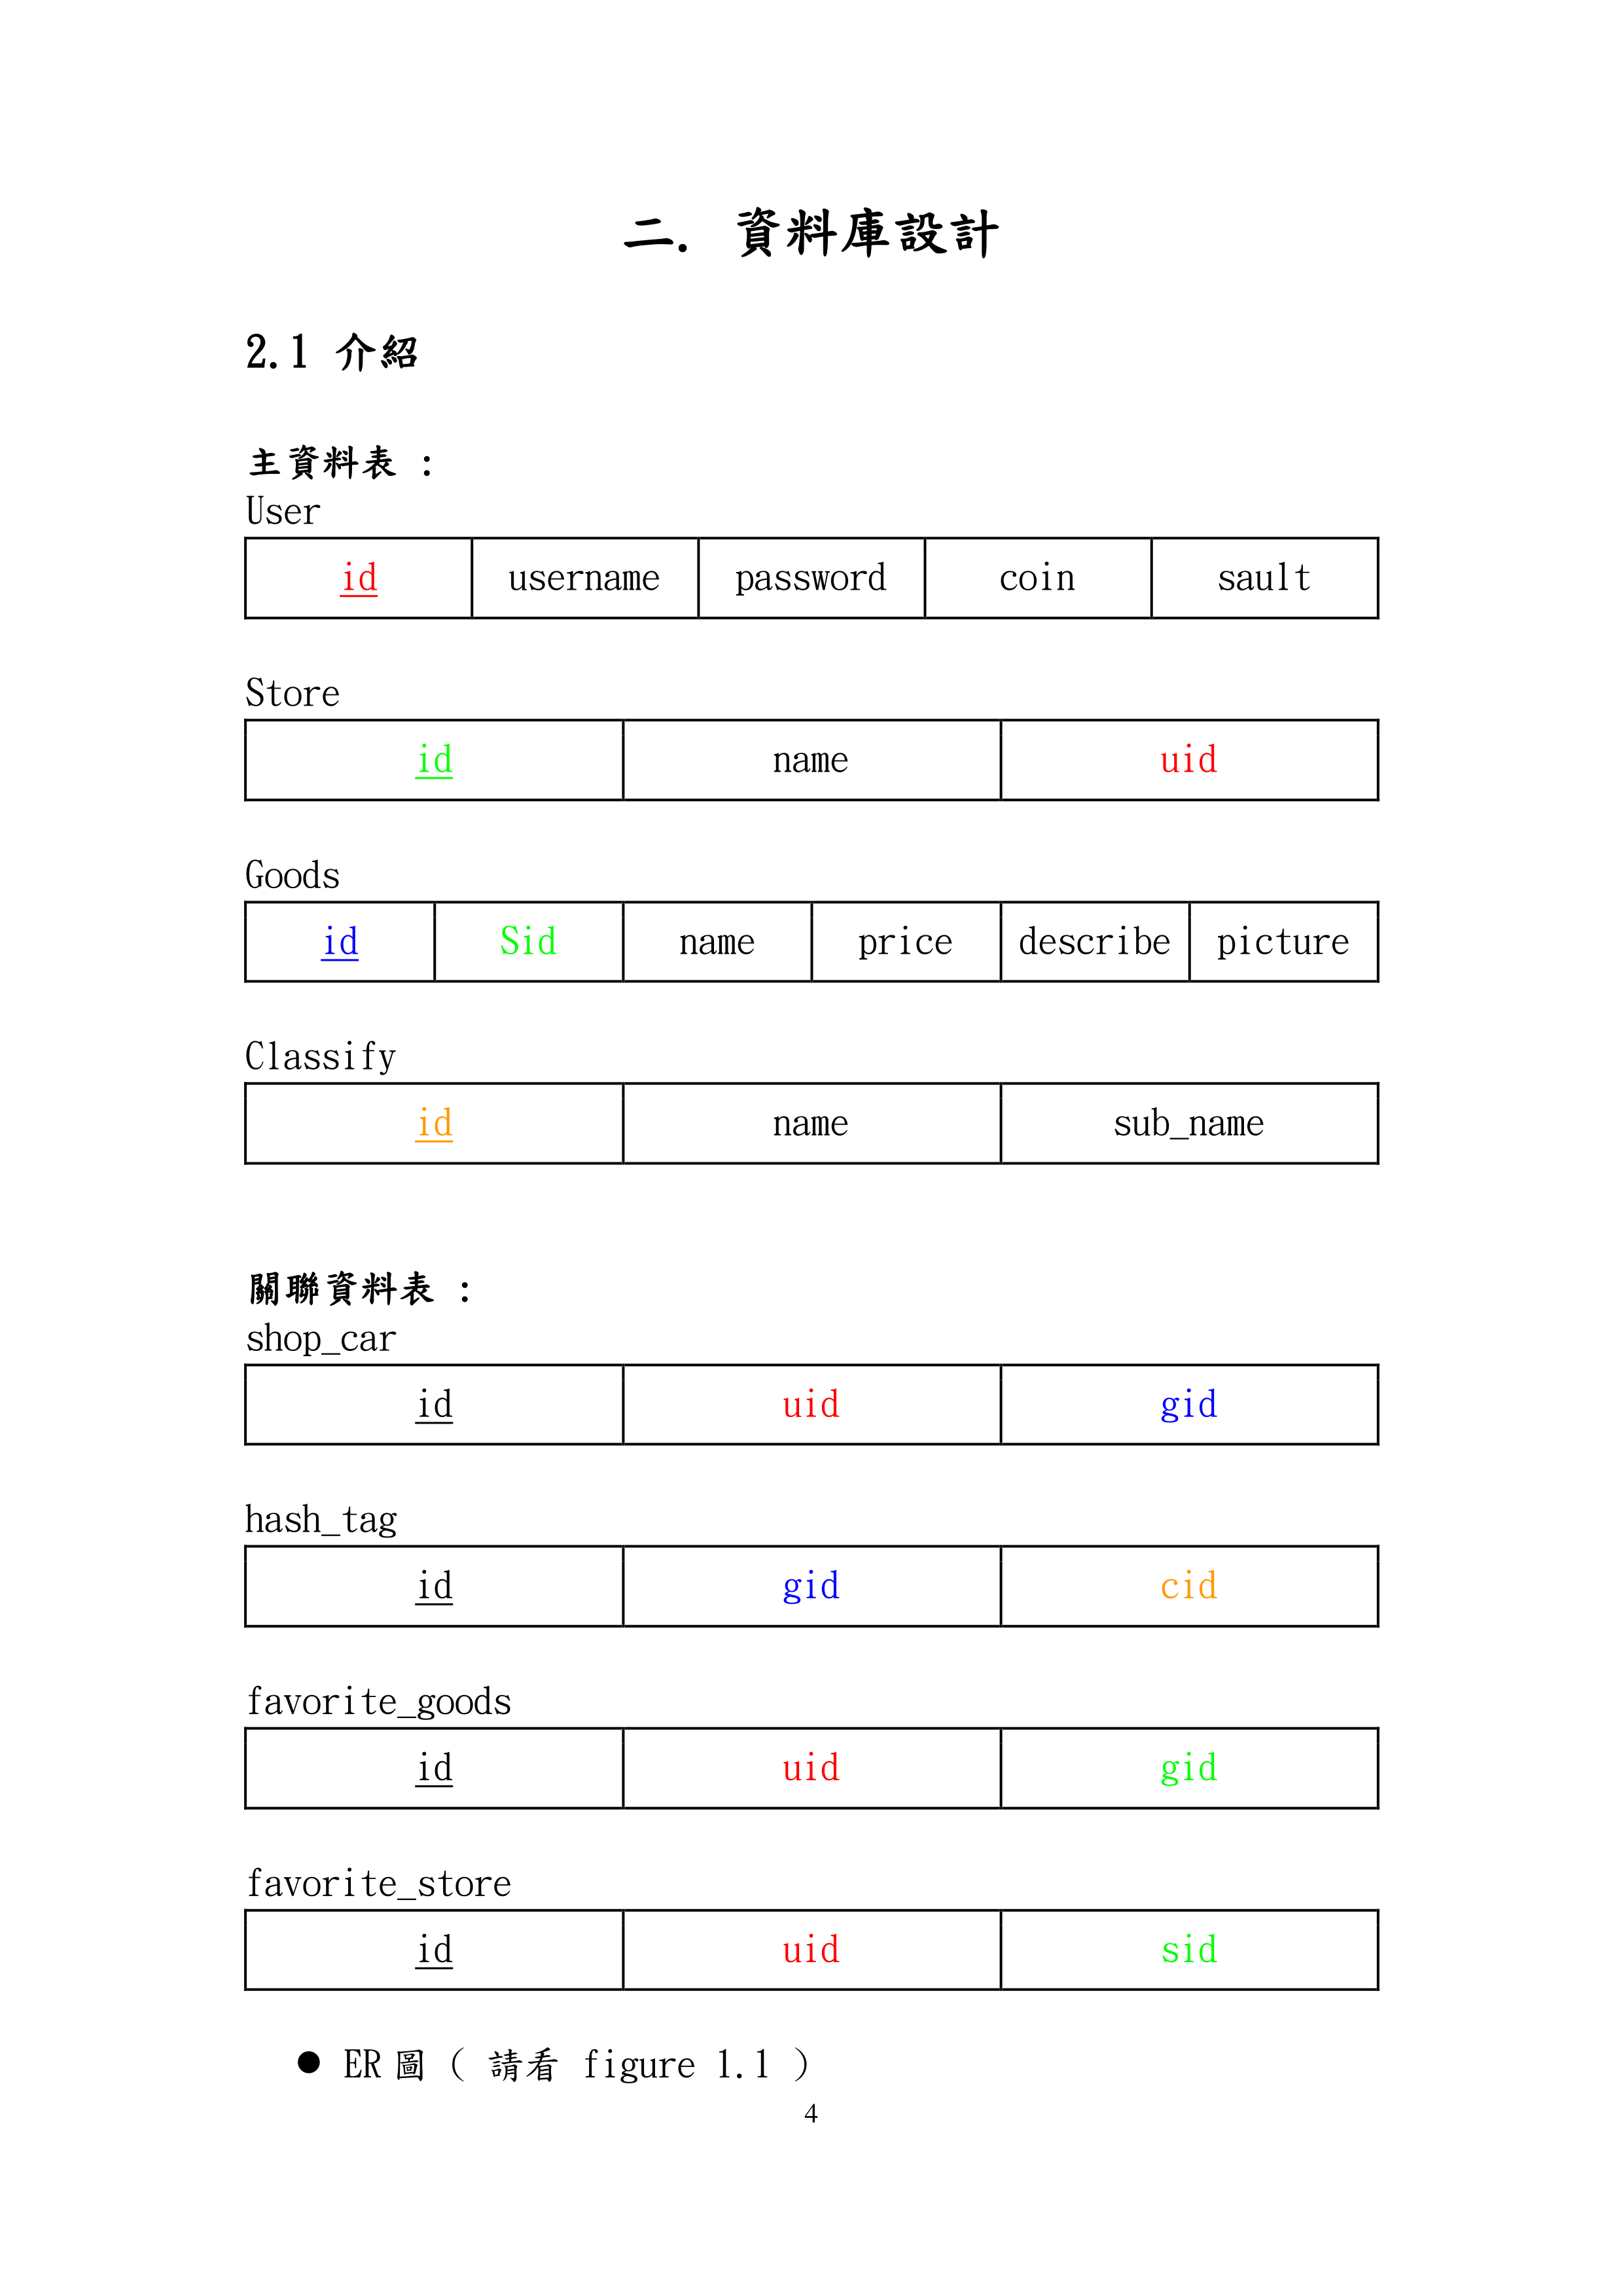 二. 資料庫設計
2.1 介紹
主資料表 :
User
id username password coin sault
Store
id name uid
Goods
id Sid name price describe picture
Classify
id name sub_name
關聯資料表 :
shop_car
id uid gid
hash_tag
id gid cid
favorite_goods
id uid gid
favorite_store
id uid sid
● ER圖 ( 請看 figure 1.1 )
4